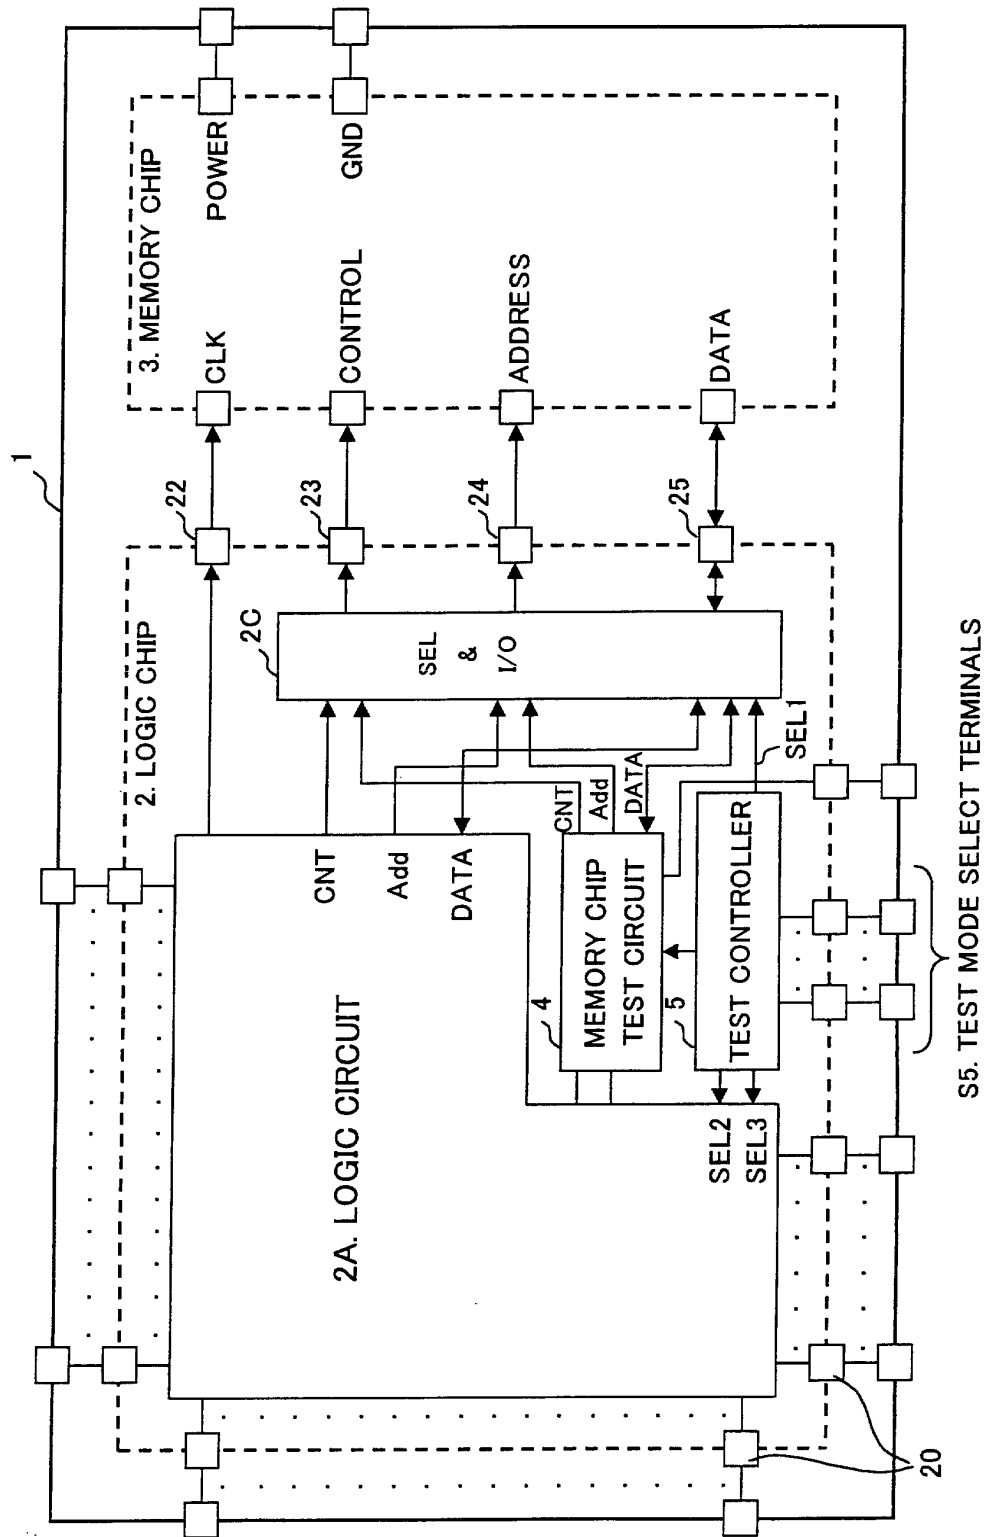 1
2. LOGIC CHIP
3. MEMORY CHIP
2A. LOGIC CIRCUIT
CNT
Add
DATA
SEL2
SEL3
4
MEMORY CHIP
TEST CIRCUIT
CNT
Add
DATA
5
TEST CONTROLLER
SEL1
2C
SEL
&
I/O
22
23
24
25
CLK
CONTROL
ADDRESS
DATA
POWER
GND
20
S5. TEST MODE SELECT TERMINALS